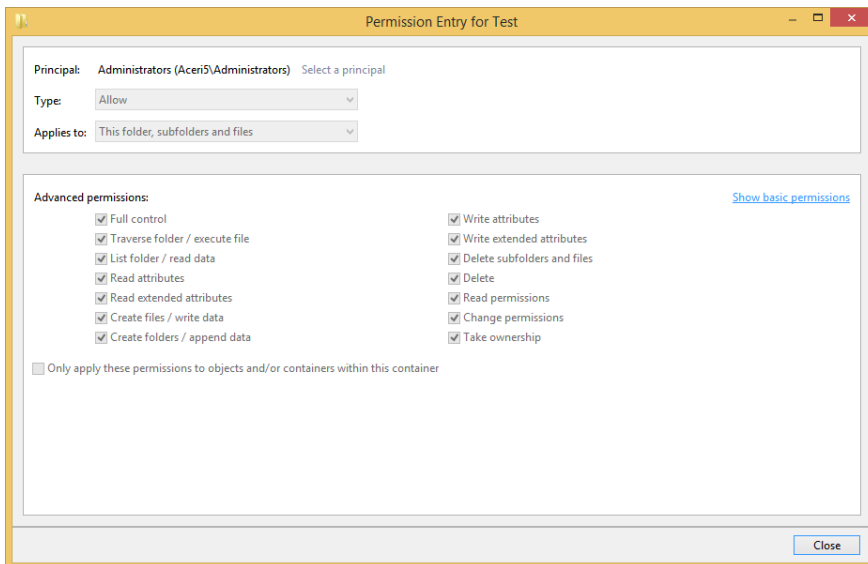 Permission Entry for Test
Principal: Administrators (Aceri5\Administrators) Select a principal
Type: Allow
Applies to: This folder, subfolders and files
Advanced permissions: Show basic permissions
Full control Write attributes
Traverse folder / execute file Write extended attributes
List folder / read data Delete subfolders and files
Read attributes Delete
Read extended attributes Read permissions
Create files / write data Change permissions
Create folders / append data Take ownership
Only apply these permissions to objects and/or containers within this container
Close